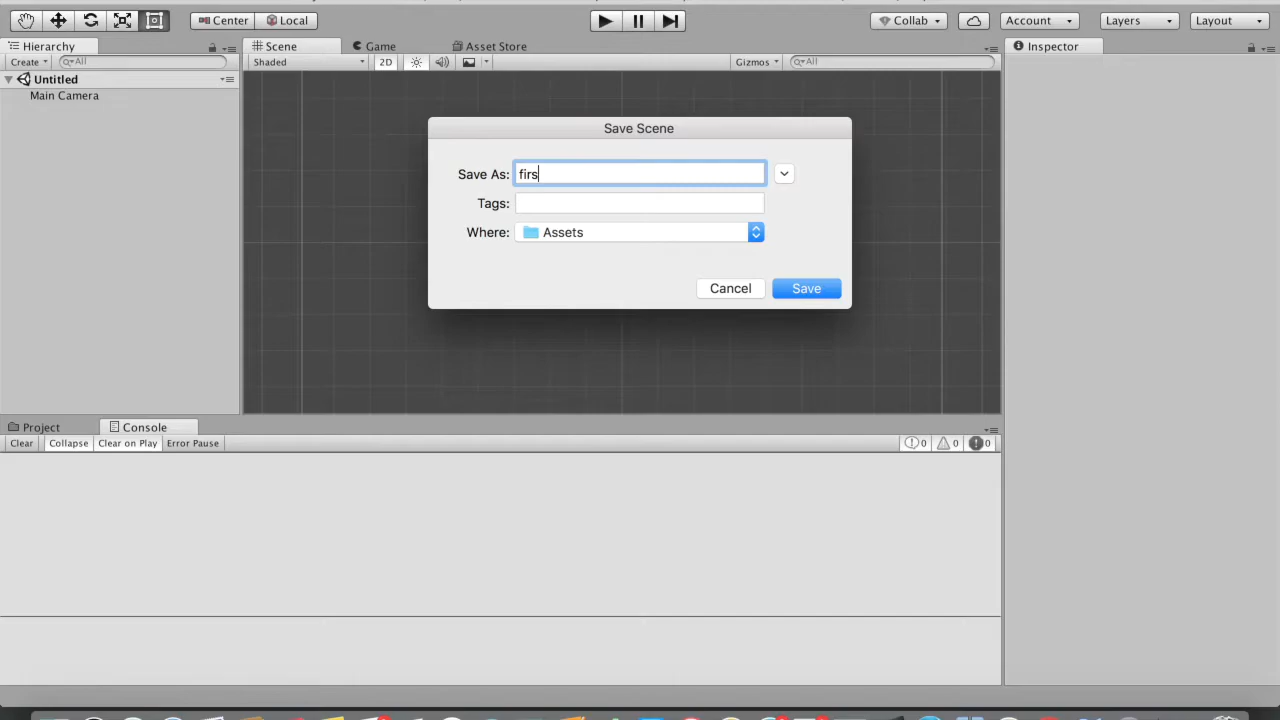 Center Local Collab Account Layers Layout
Hierarchy Scene Game Asset Store Inspector
Create All Shaded 2D Gizmos All
Untitled
Main Camera
Save Scene
Save As: firs
Tags:
Where: Assets
Cancel Save
Project Console
Clear Collapse Clear on Play Error Pause 0 0 0